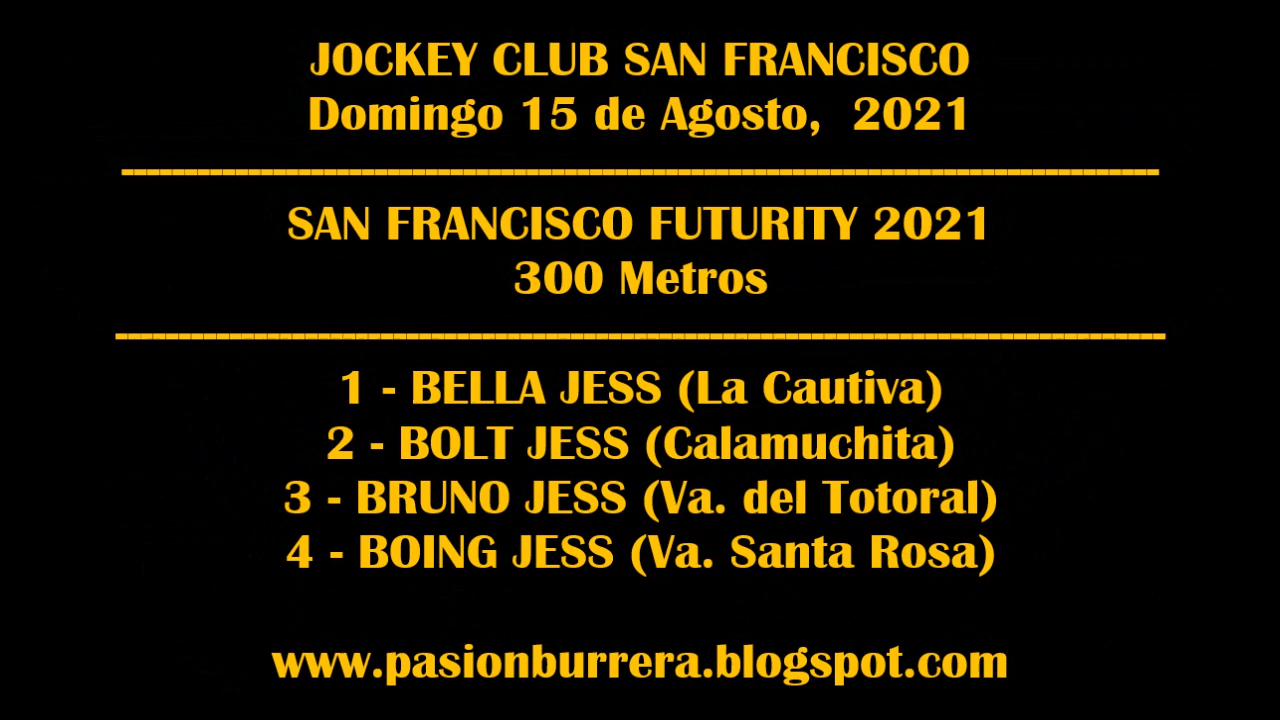 JOCKEY CLUB SAN FRANCISCO
Domingo 15 de Agosto, 2021
--------------------------------------------------------------------------------
SAN FRANCISCO FUTURITY 2021
300 Metros
---------------------------------------------------------------------------------
1 - BELLA JESS (La Cautiva)
2 - BOLT JESS (Calamuchita)
3 - BRUNO JESS (Va. del Totoral)
4 - BOING JESS (Va. Santa Rosa)
www.pasionburrera.blogspot.com